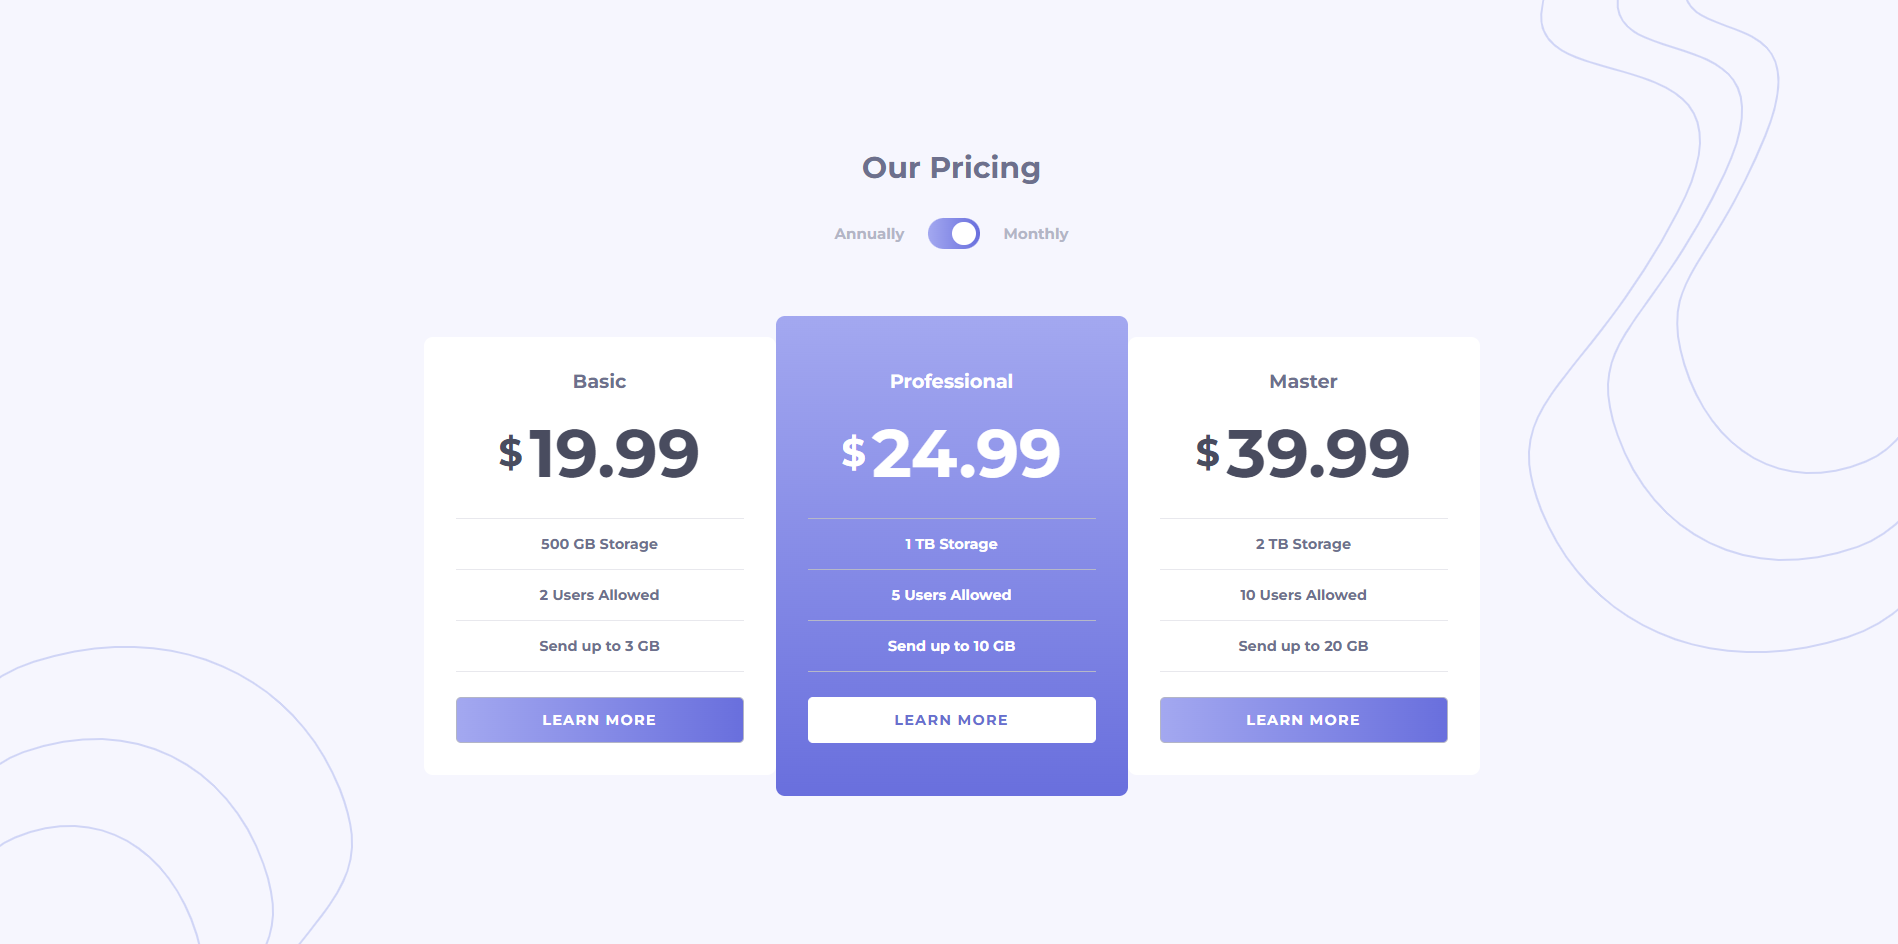 Our Pricing
Annually
Monthly
Basic
$19.99
500 GB Storage
2 Users Allowed
Send up to 3 GB
LEARN MORE
Professional
$24.99
1 TB Storage
5 Users Allowed
Send up to 10 GB
LEARN MORE
Master
$39.99
2 TB Storage
10 Users Allowed
Send up to 20 GB
LEARN MORE